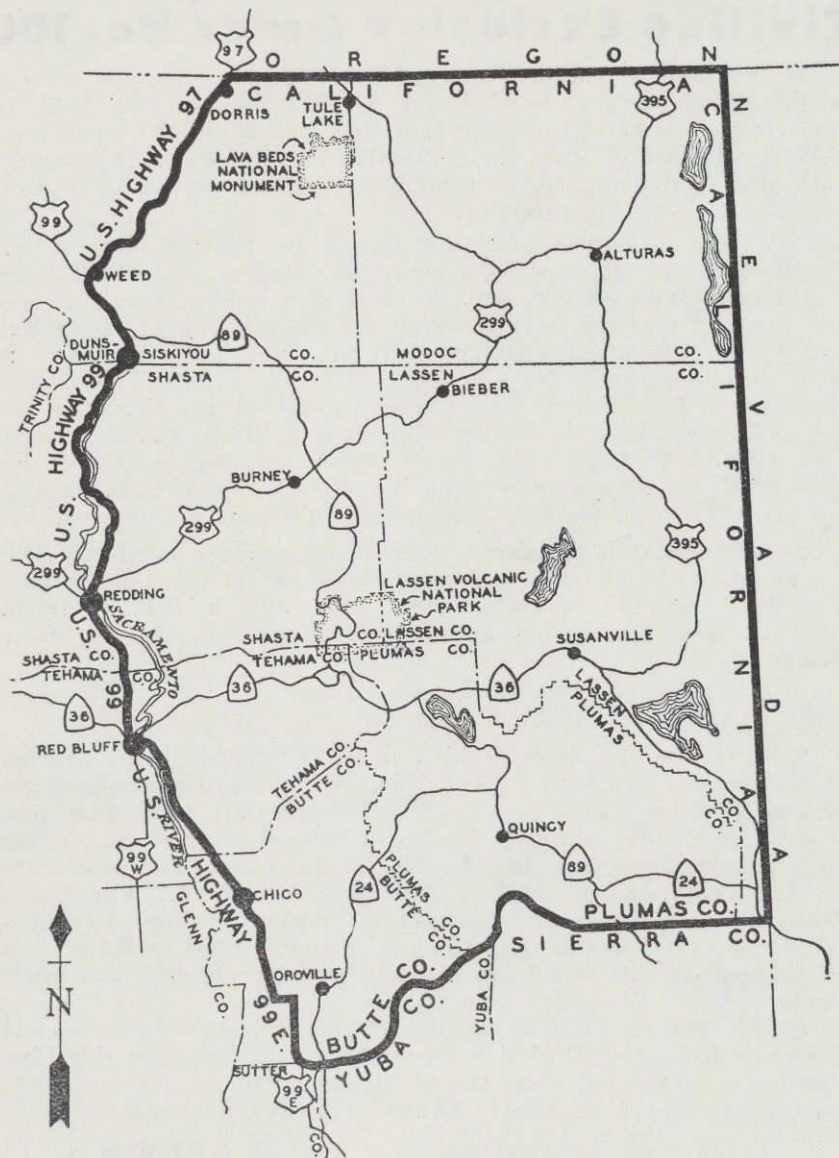 97
OREGON
CALIFORNIA
NEVADA
CALIFORNIA
DORRIS
TULE
LAKE
395
LAVA BEDS
NATIONAL
MONUMENT
U.S. HIGHWAY 97
99
WEED
ALTURAS
299
89
DUNS-
MUIR
SISKIYOU CO. MODOC CO.
SHASTA CO. LASSEN CO.
TRINITY CO.
BIEBER
U.S. HIGHWAY 99
BURNEY
299
89
395
299
REDDING
LASSEN VOLCANIC
NATIONAL
PARK
SACRAMENTO
RIVER
U.S. 99
SHASTA CO. LASSEN CO.
TEHAMA CO. PLUMAS CO.
SUSANVILLE
SHASTA CO.
TEHAMA CO.
36
36
36
LASSEN CO.
PLUMAS CO.
RED BLUFF
TEHAMA CO.
BUTTE CO.
U.S. HIGHWAY 99E.
99
W
QUINCY
PLUMAS CO.
BUTTE CO.
24
89
24
CHICO
GLENN CO.
PLUMAS CO.
SIERRA CO.
OROVILLE
BUTTE CO.
YUBA CO.
YUBA CO.
N
SUTTER CO.
99
E